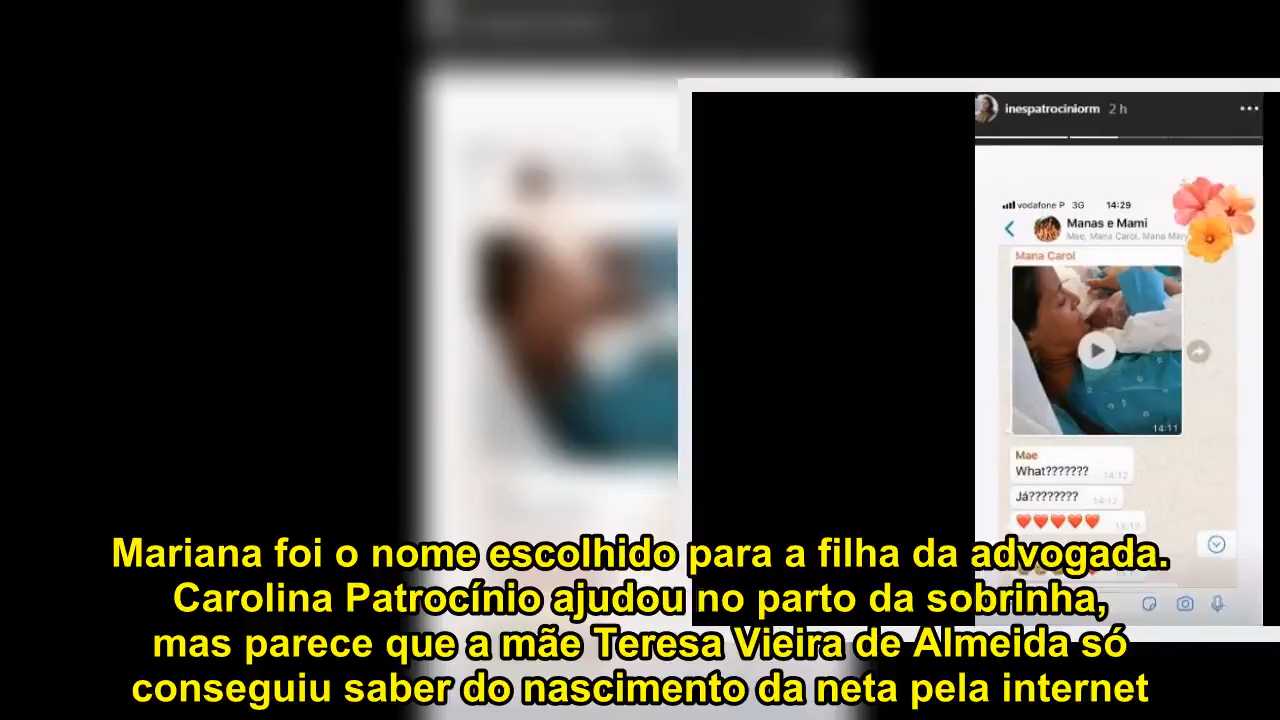 inespatrociniorm 2 h
vodafone P 3G 14:29
Manas e Mami
Mae, Mana Carol, Mana Mary
Mana Carol
14:11
Mae
What??????? 14:12
Já???????? 14:12
❤️❤️❤️❤️❤️ 14:12
Mariana foi o nome escolhido para a filha da advogada.
Carolina Patrocínio ajudou no parto da sobrinha,
mas parece que a mãe Teresa Vieira de Almeida só
conseguiu saber do nascimento da neta pela internet